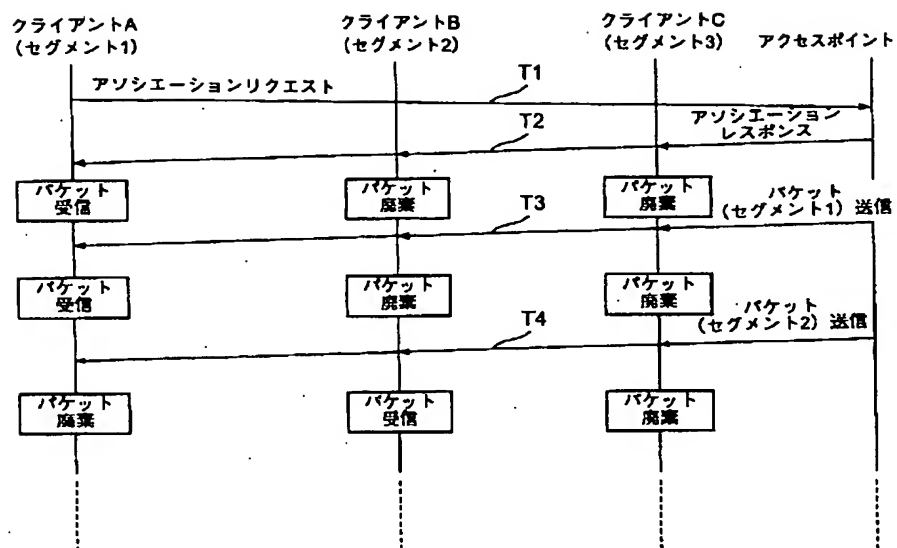 クライアントA
(セグメント1)
クライアントB
(セグメント2)
クライアントC
(セグメント3)
アクセスポイント
アソシエーションリクエスト
T1
アソシエーション
レスポンス
T2
パケット
受信
パケット
廃棄
パケット
廃棄
パケット
(セグメント1) 送信
T3
パケット
受信
パケット
廃棄
パケット
廃棄
パケット
(セグメント2) 送信
T4
パケット
廃棄
パケット
受信
パケット
廃棄